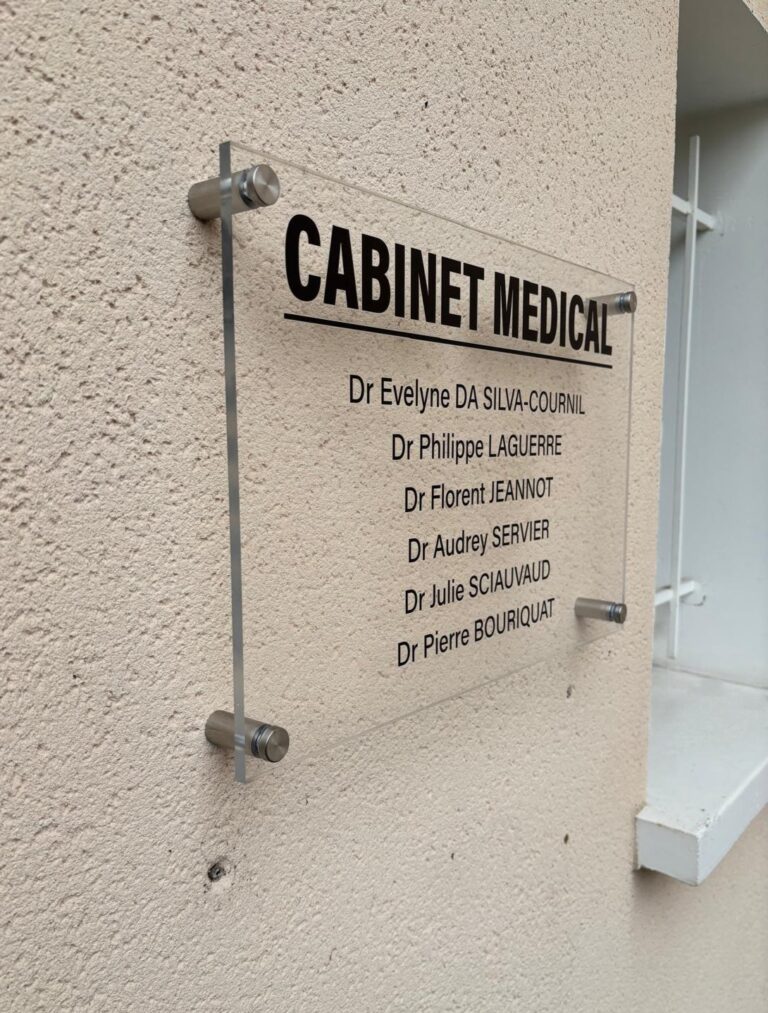 CABINET MEDICAL
Dr Evelyne DA SILVA-COURNIL
Dr Philippe LAGUERRE
Dr Florent JEANNOT
Dr Audrey SERVIER
Dr Julie SCIAUVAUD
Dr Pierre BOURIQUAT